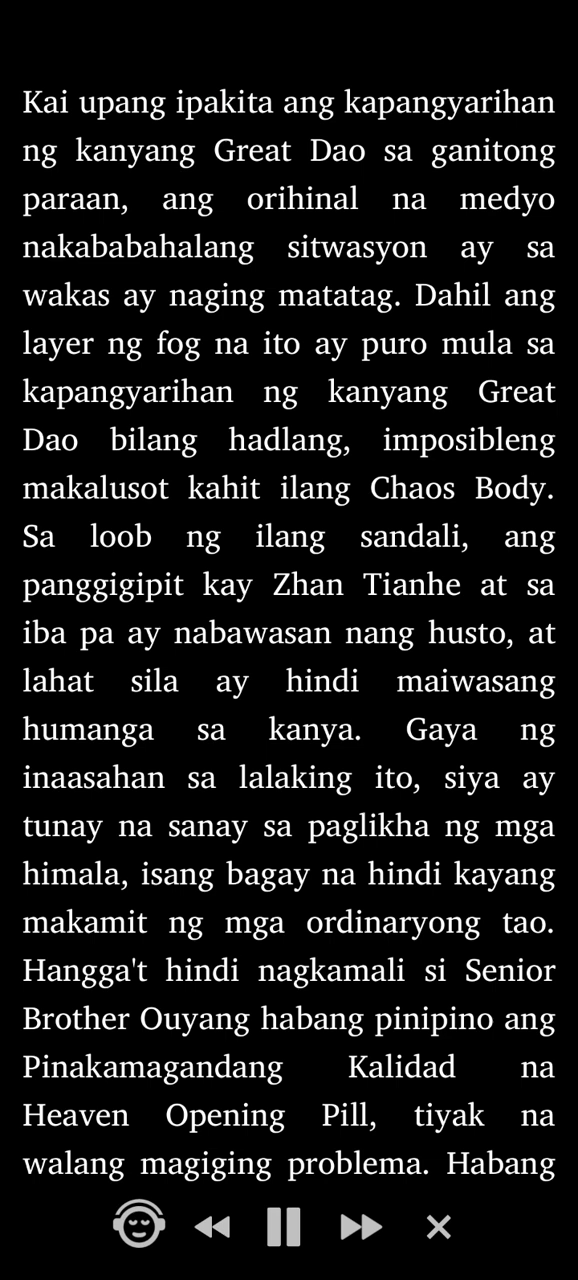 Kai upang ipakita ang kapangyarihan
ng kanyang Great Dao sa ganitong
paraan, ang orihinal na medyo
nakababahalang sitwasyon ay sa
wakas ay naging matatag. Dahil ang
layer ng fog na ito ay puro mula sa
kapangyarihan ng kanyang Great
Dao bilang hadlang, imposibleng
makalusot kahit ilang Chaos Body.
Sa loob ng ilang sandali, ang
panggigipit kay Zhan Tianhe at sa
iba pa ay nabawasan nang husto, at
lahat sila ay hindi maiwasang
humanga sa kanya. Gaya ng
inaasahan sa lalaking ito, siya ay
tunay na sanay sa paglikha ng mga
himala, isang bagay na hindi kayang
makamit ng mga ordinaryong tao.
Hangga't hindi nagkamali si Senior
Brother Ouyang habang pinipino ang
Pinakamagandang Kalidad na
Heaven Opening Pill, tiyak na
walang magiging problema. Habang